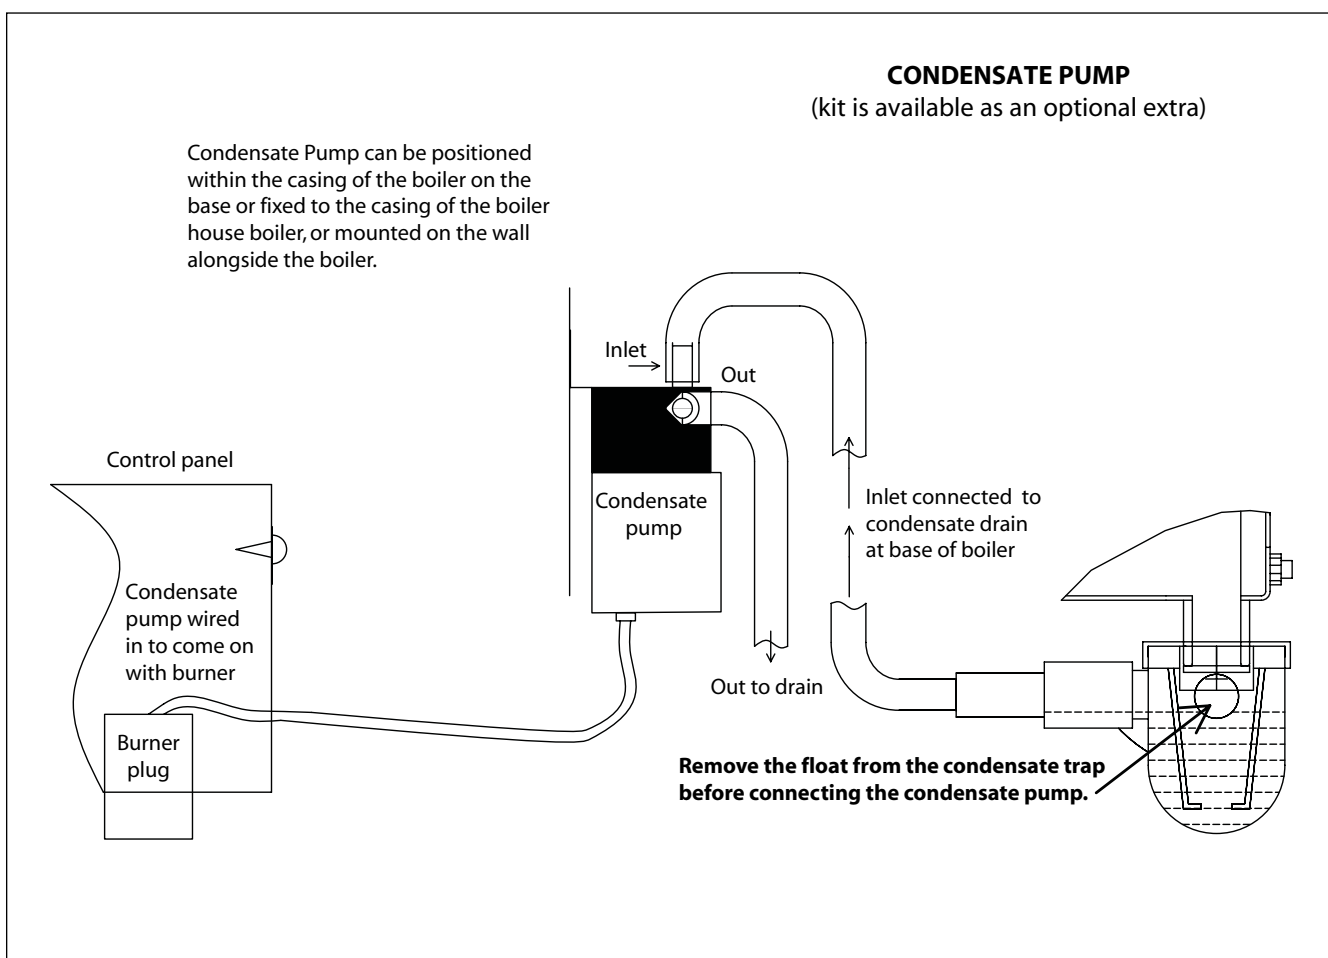 CONDENSATE PUMP
(kit is available as an optional extra)
Condensate Pump can be positioned
within the casing of the boiler on the
base or fixed to the casing of the boiler
house boiler, or mounted on the wall
alongside the boiler.
Inlet
Out
Control panel
Condensate
pump
Inlet connected to
condensate drain
at base of boiler
Condensate
pump wired
in to come on
with burner
Out to drain
Burner
plug
Remove the float from the condensate trap
before connecting the condensate pump.